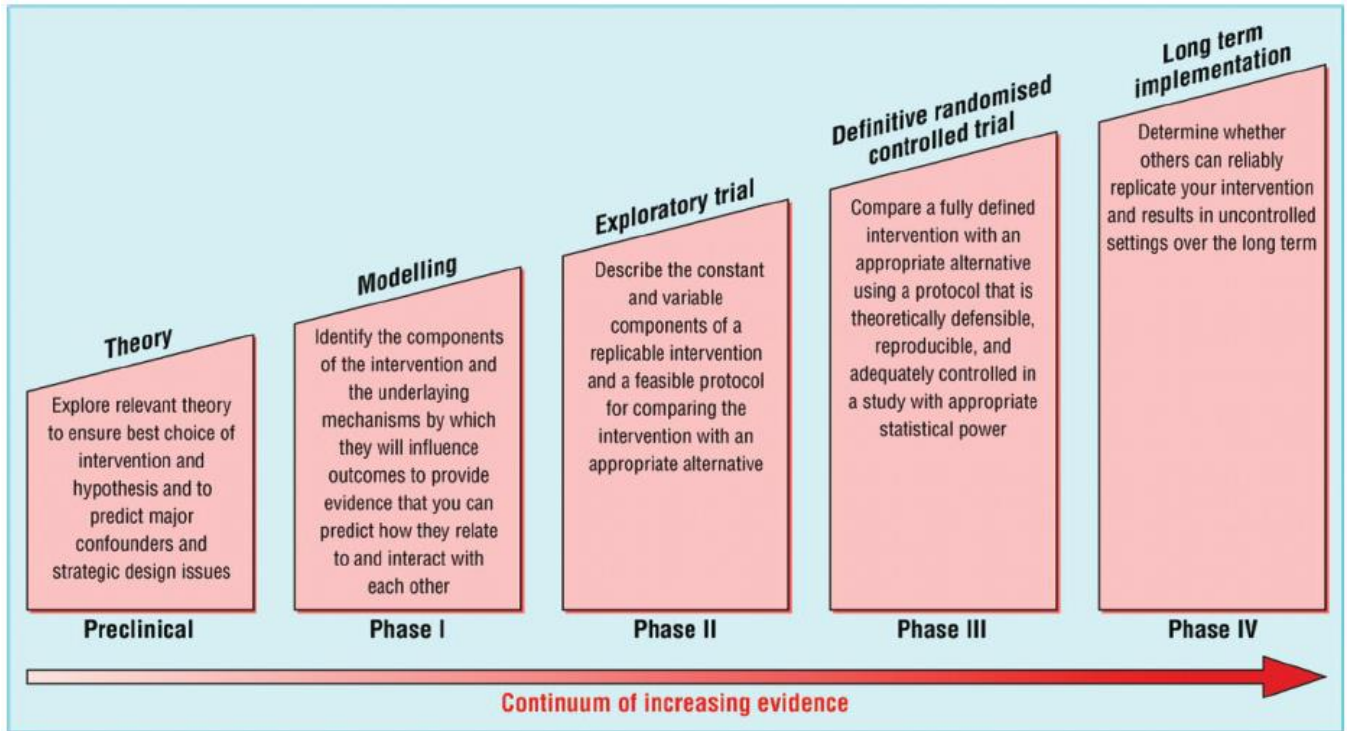 Theory
Explore relevant theory
to ensure best choice of
intervention and
hypothesis and to
predict major
confounders and
strategic design issues
Preclinical
Modelling
Identify the components
of the intervention and
the underlaying
mechanisms by which
they will influence
outcomes to provide
evidence that you can
predict how they relate
to and interact with
each other
Phase I
Exploratory trial
Describe the constant
and variable
components of a
replicable intervention
and a feasible protocol
for comparing the
intervention with an
appropriate alternative
Phase II
Definitive randomised
controlled trial
Compare a fully defined
intervention with an
appropriate alternative
using a protocol that is
theoretically defensible,
reproducible, and
adequately controlled in
a study with appropriate
statistical power
Phase III
Long term
implementation
Determine whether
others can reliably
replicate your intervention
and results in uncontrolled
settings over the long term
Phase IV
Continuum of increasing evidence